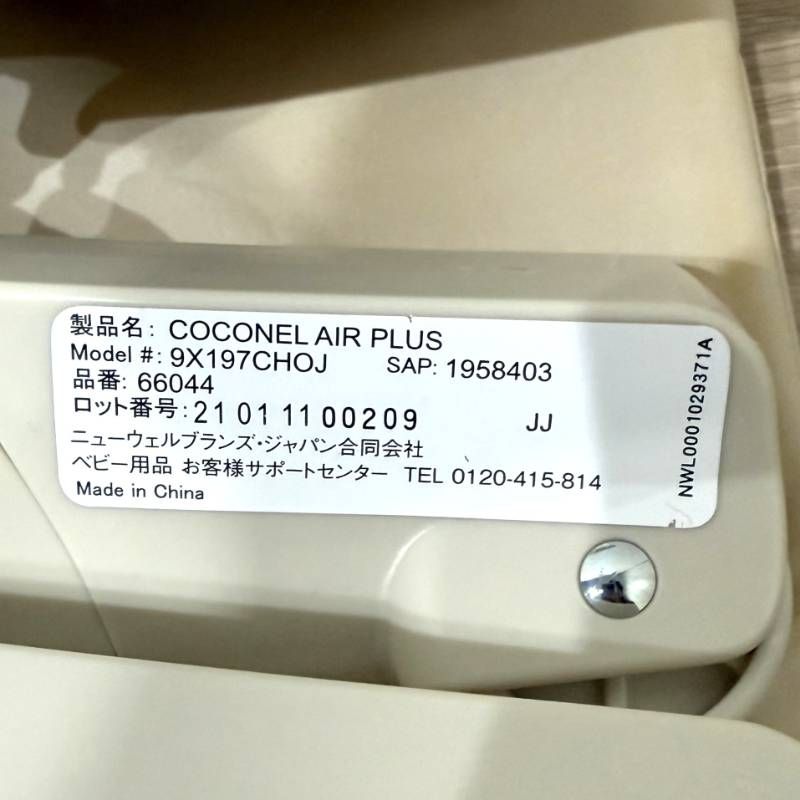 製品名: COCONEL AIR PLUS
Model #: 9X197CHOJ SAP: 1958403
品番: 66044
ロット番号: 21 01 11 00209 JJ
ニューウェルブランズ・ジャパン合同会社
ベビー用品 お客様サポートセンター TEL 0120-415-814
Made in China
NWL0001029371A